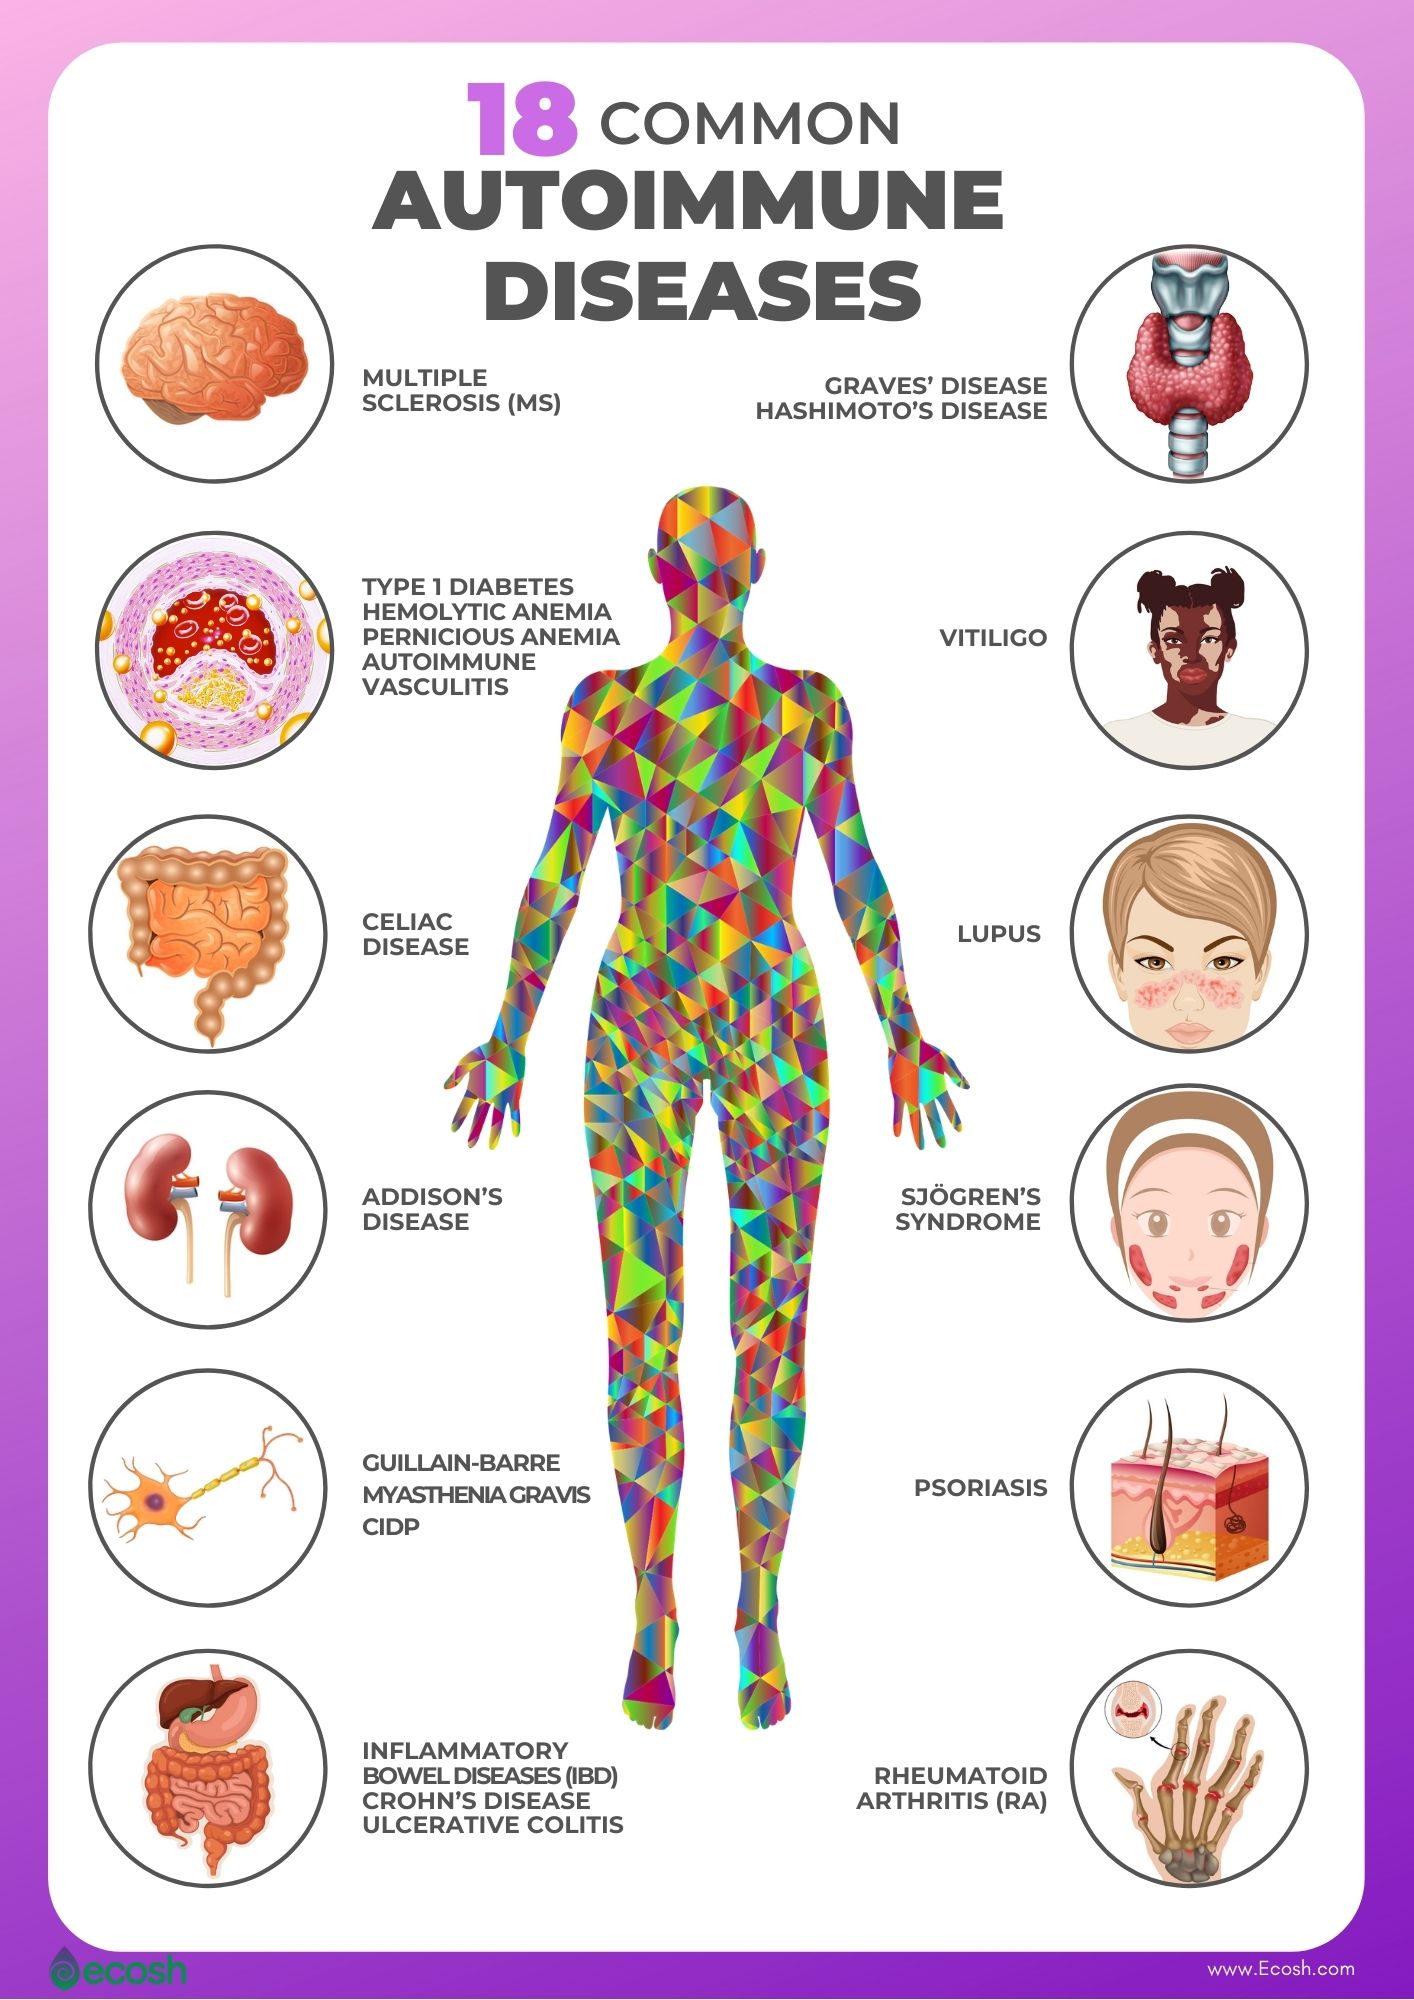 18 COMMON
AUTOIMMUNE
DISEASES
MULTIPLE
SCLEROSIS (MS)
GRAVES’ DISEASE
HASHIMOTO’S DISEASE
TYPE 1 DIABETES
HEMOLYTIC ANEMIA
PERNICIOUS ANEMIA
AUTOIMMUNE
VASCULITIS
VITILIGO
CELIAC
DISEASE
LUPUS
ADDISON’S
DISEASE
SJÖGREN’S
SYNDROME
GUILLAIN-BARRE
MYASTHENIA GRAVIS
CIDP
PSORIASIS
INFLAMMATORY
BOWEL DISEASES (IBD)
CROHN’S DISEASE
ULCERATIVE COLITIS
RHEUMATOID
ARTHRITIS (RA)
ecosh
www.Ecosh.com